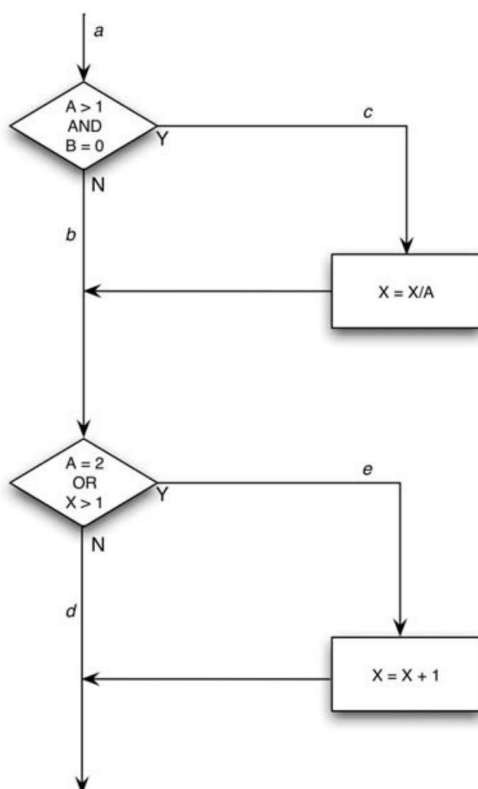 a
A > 1
AND
B = 0
Y
c
N
b
X = X/A
A = 2
OR
X > 1
Y
e
N
d
X = X + 1